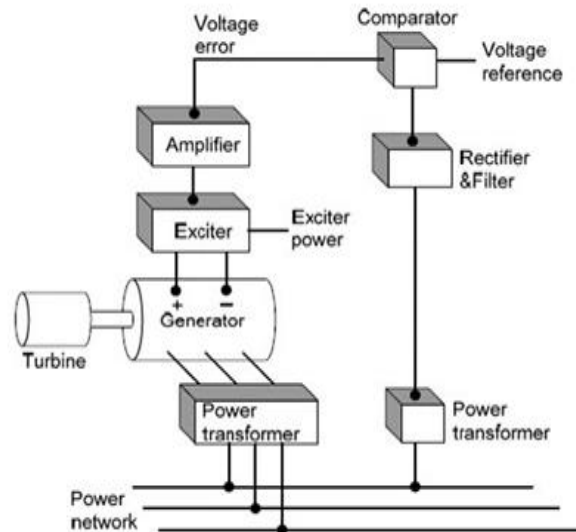 Comparator
Voltage
error
Voltage
reference
Amplifier
Rectifier
&Filter
Exciter
Exciter
power
+ –
Generator
Turbine
Power
transformer
Power
transformer
Power
network